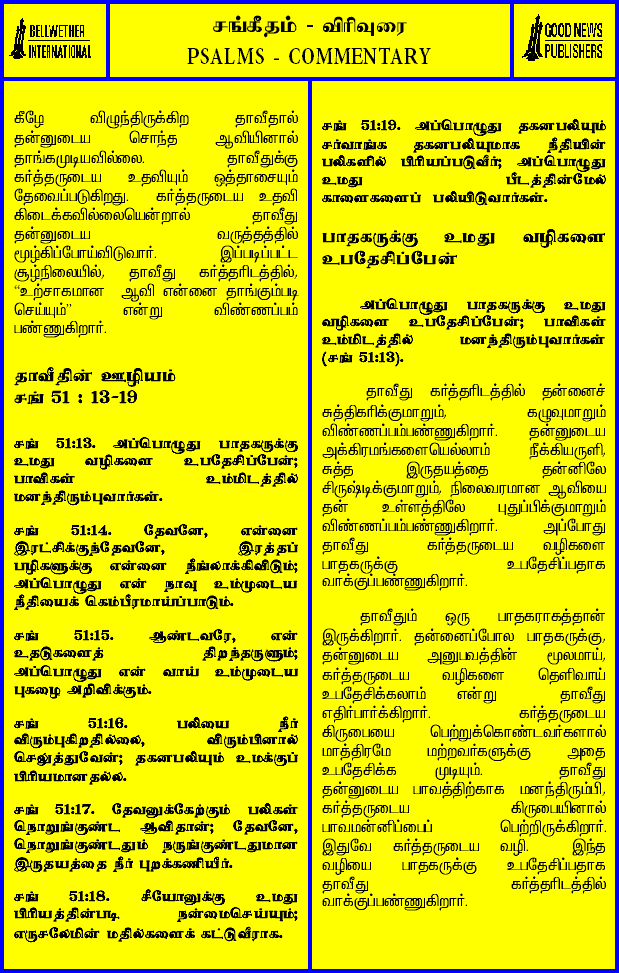 BELLWETHER
INTERNATIONAL
சங்கீதம் - விரிவுரை
PSALMS - COMMENTARY
GOOD NEWS
PUBLISHERS
கீழே விழுந்திருக்கிற தாவீதால்
தன்னுடைய சொந்த ஆவியினால்
தாங்கமுடியவில்லை. தாவீதுக்கு
கர்த்தருடைய உதவியும் ஒத்தாசையும்
தேவைப்படுகிறது. கர்த்தருடைய உதவி
கிடைக்கவில்லையென்றால் தாவீது
தன்னுடைய வருத்தத்தில்
மூழ்கிப்போய்விடுவார். இப்படிப்பட்ட
சூழ்நிலையில், தாவீது கர்த்தரிடத்தில்,
“உற்சாகமான ஆவி என்னை தாங்கும்படி
செய்யும்” என்று விண்ணப்பம்
பண்ணுகிறார்.
தாவீதின் ஊழியம்
சங் 51 : 13-19
சங் 51:13. அப்பொழுது பாதகருக்கு
உமது வழிகளை உபதேசிப்பேன்;
பாவிகள் உம்மிடத்தில்
மனந்திரும்புவார்கள்.
சங் 51:14. தேவனே, என்னை
இரட்சிக்குந்தேவனே, இரத்தப்
பழிகளுக்கு என்னை நீங்லாக்கிவிடும்;
அப்பொழுது என் நாவு உம்முடைய
நீதியைக் கெம்பீரமாய்ப்பாடும்.
சங் 51:15. ஆண்டவரே, என்
உதடுகளைத் திறந்தருளும்;
அப்பொழுது என் வாய் உம்முடைய
புகழை அறிவிக்கும்.
சங் 51:16. பலியை நீர்
விரும்புகிறதில்லை, விரும்பினால்
செலுத்துவேன்; தகனபலியும் உமக்குப்
பிரியமானதல்ல.
சங் 51:17. தேவனுக்கேற்கும் பலிகள்
நொறுங்குண்ட ஆவிதான்; தேவனே,
நொறுங்குண்டதும் நருங்குண்டதுமான
இருதயத்தை நீர் புறக்கணியீர்.
சங் 51:18. சீயோனுக்கு உமது
பிரியத்தின்படி நன்மைசெய்யும்;
எருசலேமின் மதில்களைக் கட்டுவீராக.
சங் 51:19. அப்பொழுது தகனபலியும்
சர்வாங்க தகனபலியுமாக நீதியின்
பலிகளில் பிரியப்படுவீர்; அப்பொழுது
உமது பீடத்தின்மேல்
காளைகளைப் பலியிடுவார்கள்.
பாதகருக்கு உமது வழிகளை
உபதேசிப்பேன்
அப்பொழுது பாதகருக்கு உமது
வழிகளை உபதேசிப்பேன்; பாவிகள்
உம்மிடத்தில் மனந்திரும்புவார்கள்
(சங் 51:13).
தாவீது கர்த்தரிடத்தில் தன்னைச்
சுத்திகரிக்குமாறும், கழுவுமாறும்
விண்ணப்பம்பண்ணுகிறார். தன்னுடைய
அக்கிரமங்களையெல்லாம் நீக்கியருளி,
சுத்த இருதயத்தை தன்னிலே
சிருஷ்டிக்குமாறும், நிலைவரமான ஆவியை
தன் உள்ளத்திலே புதுப்பிக்குமாறும்
விண்ணப்பம்பண்ணுகிறார். அப்போது
தாவீது கர்த்தருடைய வழிகளை
பாதகருக்கு உபதேசிப்பதாக
வாக்குப்பண்ணுகிறார்.
தாவீதும் ஒரு பாதகராகத்தான்
இருக்கிறார். தன்னைப்போல பாதகருக்கு,
தன்னுடைய அனுபவத்தின் மூலமாய்,
கர்த்தருடைய வழிகளை தெளிவாய்
உபதேசிக்கலாம் என்று தாவீது
எதிர்பார்க்கிறார். கர்த்தருடைய
கிருபையை பெற்றுக்கொண்டவர்களால்
மாத்திரமே மற்றவர்களுக்கு அதை
உபதேசிக்க முடியும். தாவீது
தன்னுடைய பாவத்திற்காக மனந்திரும்பி,
கர்த்தருடைய கிருபையினால்
பாவமன்னிப்பைப் பெற்றிருக்கிறார்.
இதுவே கர்த்தருடைய வழி. இந்த
வழியை பாதகருக்கு உபதேசிப்பதாக
தாவீது கர்த்தரிடத்தில்
வாக்குப்பண்ணுகிறார்.